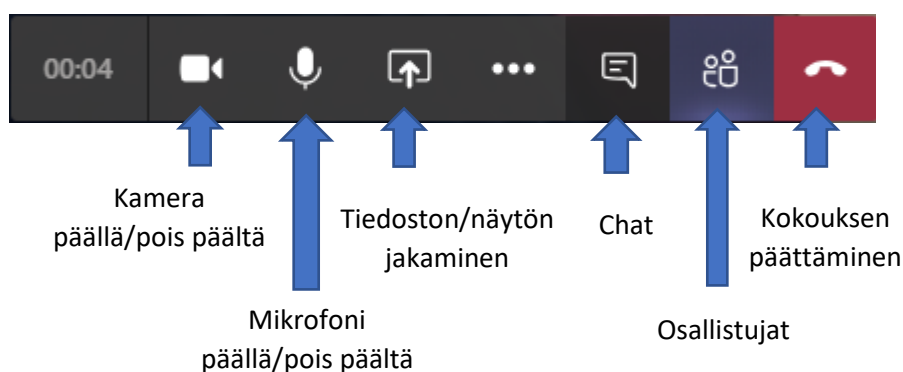 00:04
Kamera
päällä/pois päältä
Mikrofoni
päällä/pois päältä
Tiedoston/näytön
jakaminen
Chat
Osallistujat
Kokouksen
päättäminen